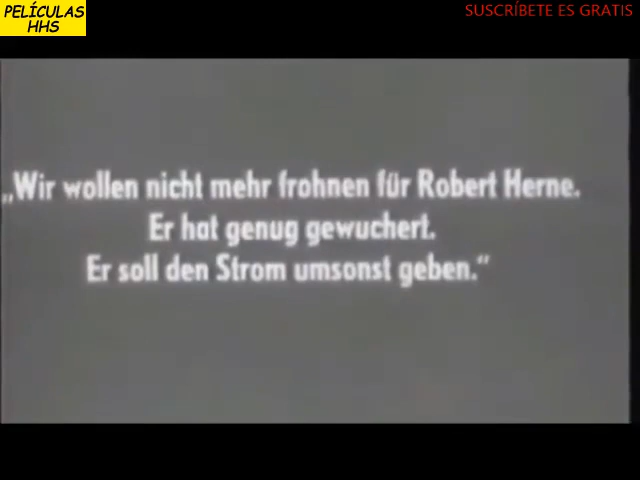 PELÍCULAS
HHS
SUSCRÍBETE ES GRATIS
„Wir wollen nicht mehr frohnen für Robert Herne.
Er hat genug gewuchert.
Er soll den Strom umsonst geben.“